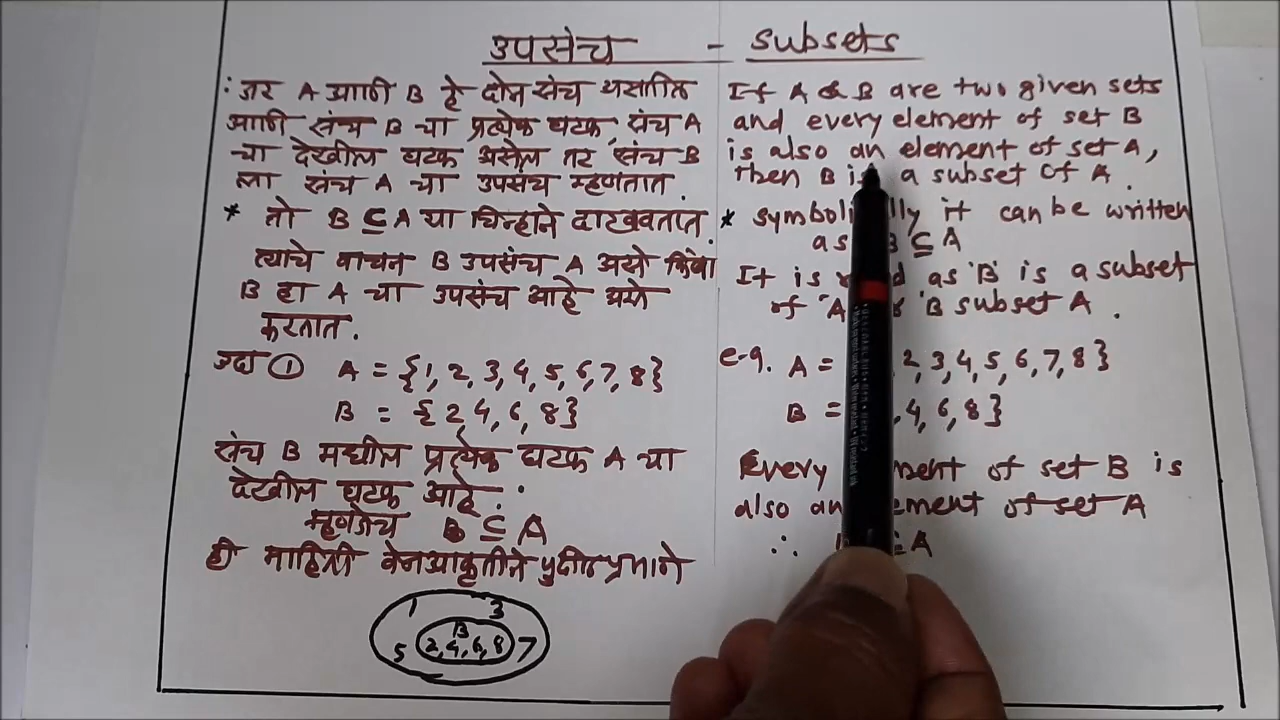 उपसंच - subsets
: जर A आणि B हे दोन संच असतील
आणि संच B चा प्रत्येक घटक संच A
चा देखील घटक असेल तर संच B
ला संच A चा उपसंच म्हणतात.
* तो B ⊆ A या चिन्हाने दाखवतात.
त्याचे वाचन B उपसंच A असे किंवा
B हा A चा उपसंच आहे असे
करतात.
उदा ① A = {1, 2, 3, 4, 5, 6, 7, 8}
B = {2, 4, 6, 8}
संच B मधील प्रत्येक घटक A चा
देखील घटक आहे.
म्हणजेच B ⊆ A
ही माहिती वेनआकृतीने पुढीलप्रमाणे
1 3
B
5 2, 4, 6, 8 7
If A & B are two given sets
and every element of set B
is also an element of set A,
then B is a subset of A.
* symbolically it can be written
as B ⊆ A
It is as 'B' is a subset
of 'A' B subset A.
e-g. A = 2, 3, 4, 5, 6, 7, 8}
B = 4, 6, 8}
Every of set B is
also an of set A
∴ A